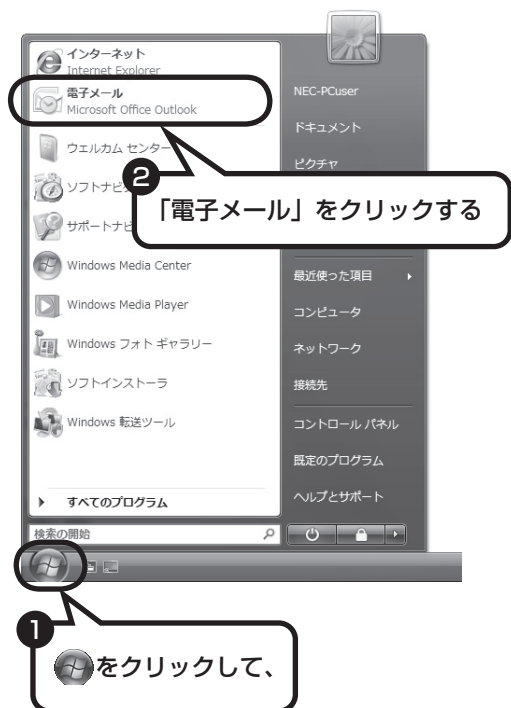 インターネット
Internet Explorer
電子メール
Microsoft Office Outlook
ウェルカム センター
ソフトナビ
サポートナビ
Windows Media Center
Windows Media Player
Windows フォト ギャラリー
ソフトインストーラ
Windows 転送ツール
すべてのプログラム
検索の開始
NEC-PCuser
ドキュメント
ピクチャ
最近使った項目
コンピュータ
ネットワーク
接続先
コントロール パネル
既定のプログラム
ヘルプとサポート
❷
「電子メール」をクリックする
❶
をクリックして、